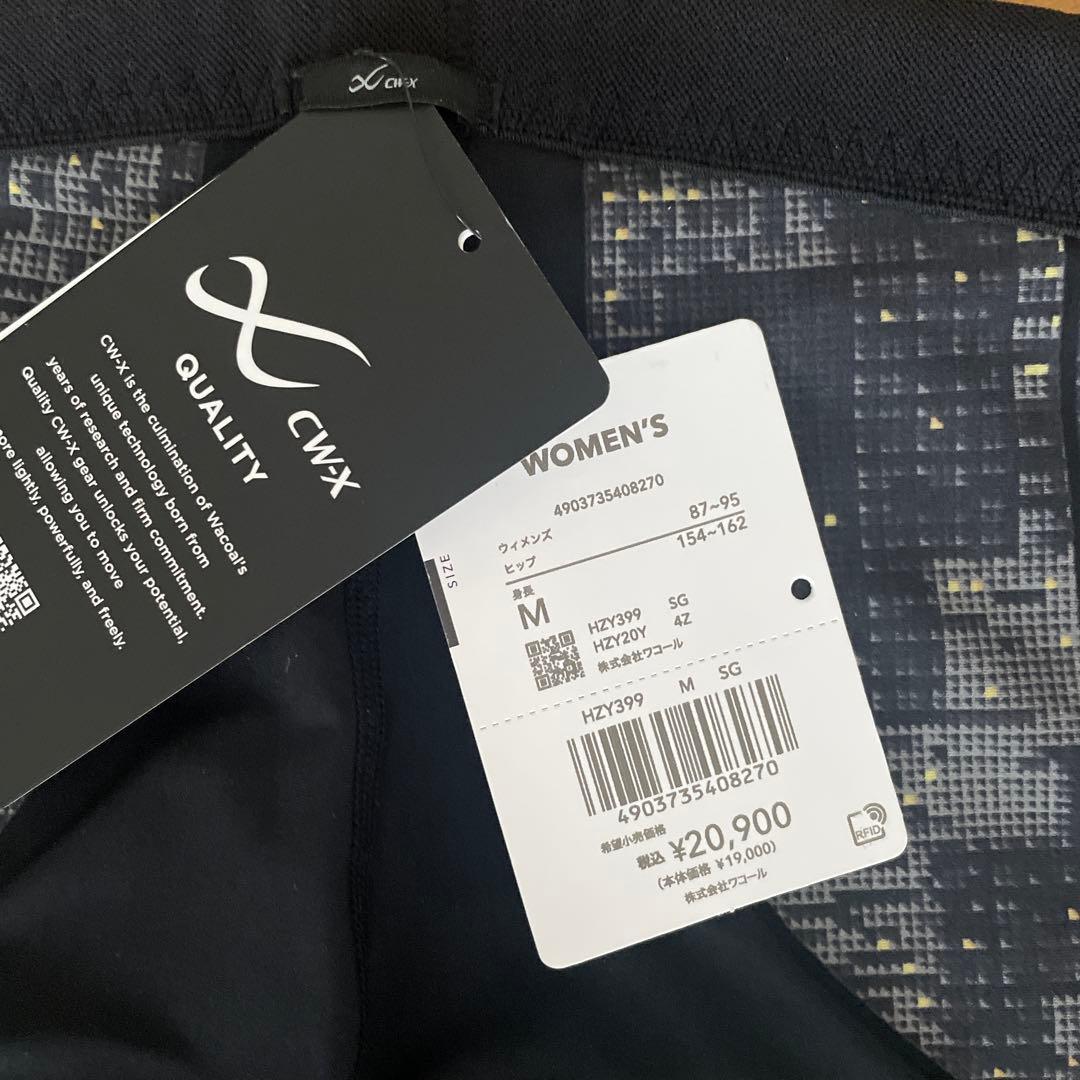 CW-X
CW-X
QUALITY
CW-X is the culmination of Wacoal's
unique technology born from
years of research and firm commitment.
Quality CW-X gear unlocks your potential,
allowing you to move
more lightly, powerfully, and freely.
WOMEN'S
4903735408270
SIZE
ウィメンズ
ヒップ 87~95
身長 154~162
M
HZY399 SG
HZY20Y 4Z
株式会社ワコール
HZY399 M SG
4903735408270
希望小売価格
税込 ¥20,900
(本体価格 ¥19,000)
株式会社ワコール
RFID